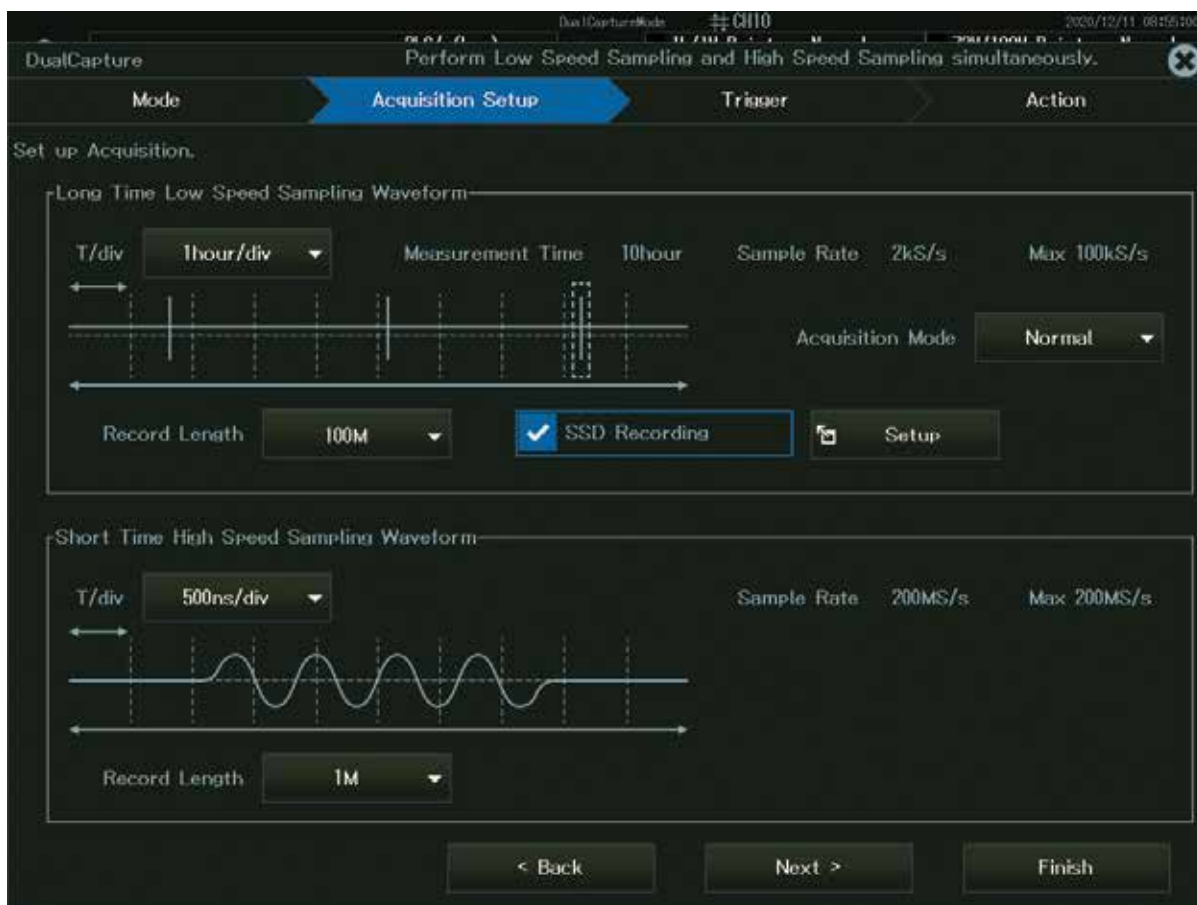 DualCaptureMode CH10 2020/12/11 08:55:00
DualCapture Perform Low Speed Sampling and High Speed Sampling simultaneously.
Mode Acquisition Setup Trigger Action
Set up Acquisition.
Long Time Low Speed Sampling Waveform
T/div 1hour/div Measurement Time 10hour Sample Rate 2kS/s Max 100kS/s
Acquisition Mode Normal
Record Length 100M SSD Recording Setup
Short Time High Speed Sampling Waveform
T/div 500ns/div Sample Rate 200MS/s Max 200MS/s
Record Length 1M
< Back Next > Finish